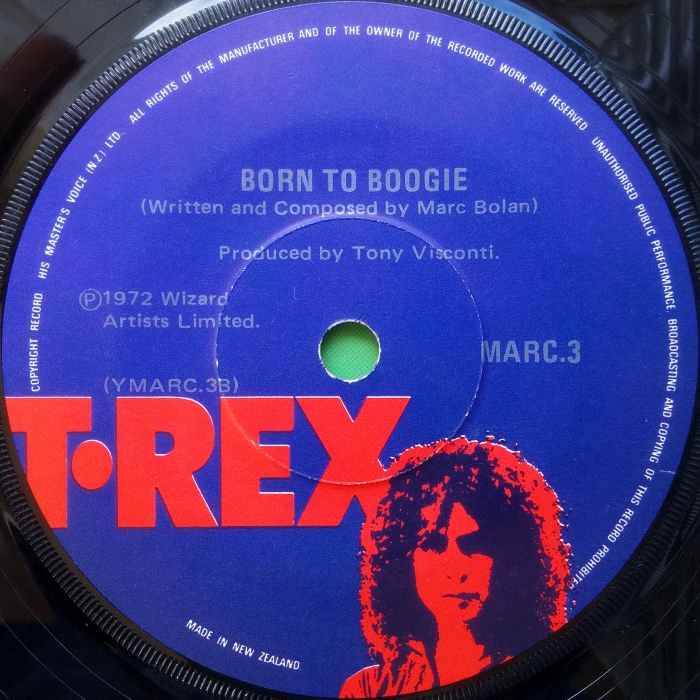 COPYRIGHT RECORD HIS MASTER'S VOICE (NZ) LTD. ALL RIGHTS OF THE MANUFACTURER AND OF THE OWNER OF THE RECORDED WORK ARE RESERVED UNAUTHORISED PUBLIC PERFORMANCE. BROADCASTING AND COPYING OF THIS RECORD PROHIBITED
BORN TO BOOGIE
(Written and Composed by Marc Bolan)
Produced by Tony Visconti.
Ⓟ1972 Wizard
Artists Limited.
MARC.3
(YMARC.3B)
T·REX
MADE IN NEW ZEALAND